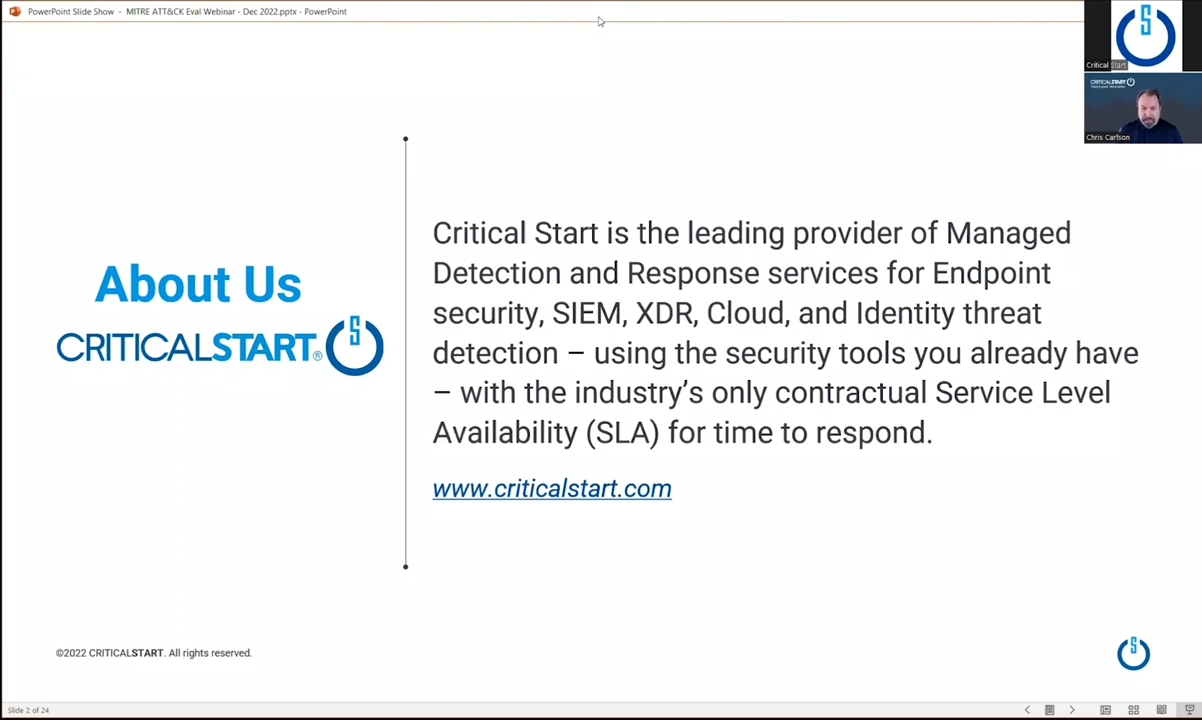 PowerPoint Slide Show - MITRE ATT&CK Eval Webinar - Dec 2022.pptx - PowerPoint
Critical Start
CRITICALSTART
Chris Carlson
About Us
CRITICALSTART®
Critical Start is the leading provider of Managed
Detection and Response services for Endpoint
security, SIEM, XDR, Cloud, and Identity threat
detection – using the security tools you already have
– with the industry’s only contractual Service Level
Availability (SLA) for time to respond.
www.criticalstart.com
©2022 CRITICALSTART. All rights reserved.
Slide 2 of 24